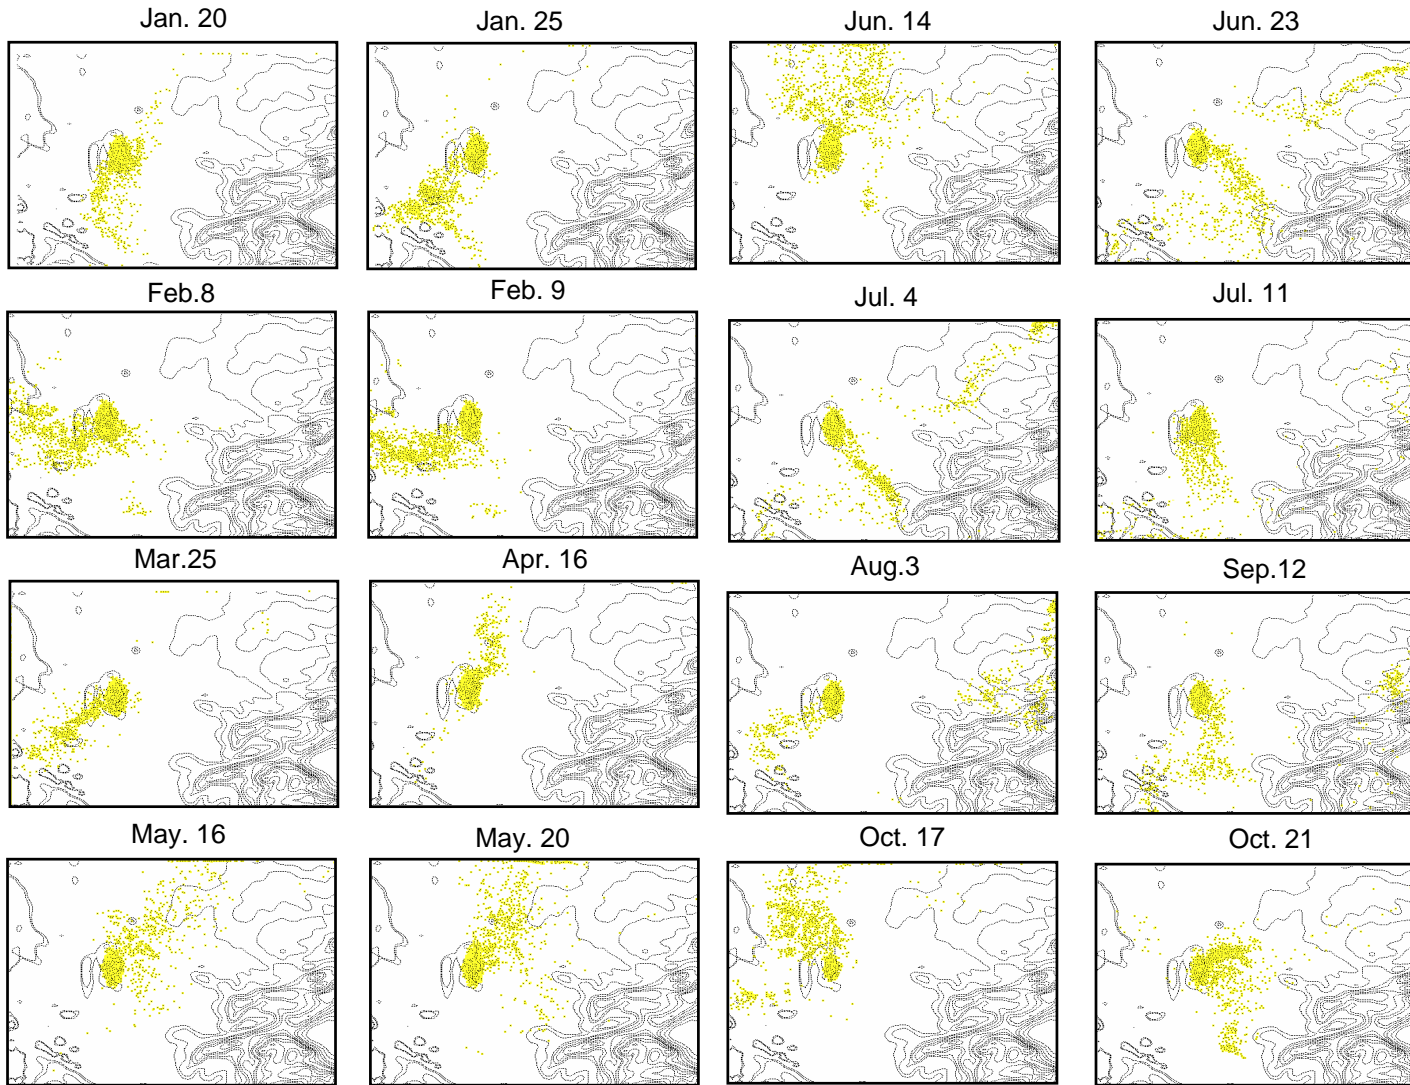 Jan. 20
Jan. 25
Jun. 14
Jun. 23
Feb.8
Feb. 9
Jul. 4
Jul. 11
Mar.25
Apr. 16
Aug.3
Sep.12
May. 16
May. 20
Oct. 17
Oct. 21